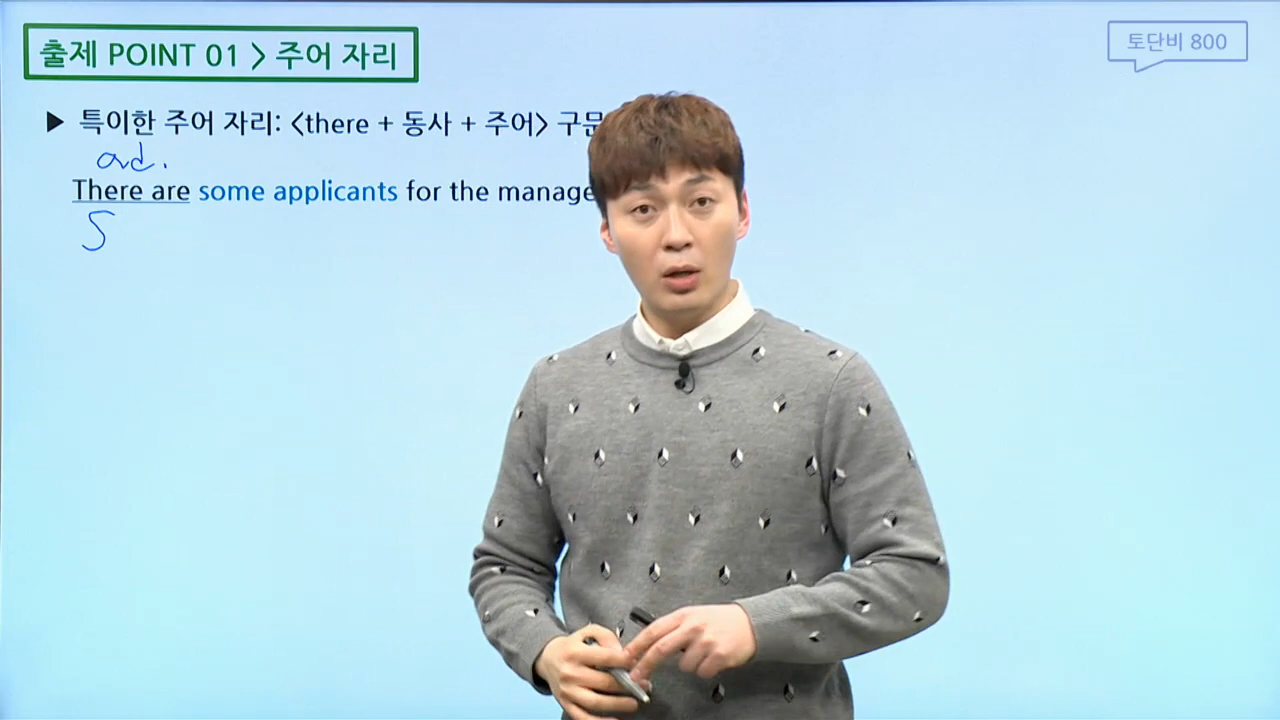 출제 POINT 01 > 주어 자리
토단비 800
▶ 특이한 주어 자리: <there + 동사 + 주어> 구문
ad.
There are some applicants for the
S